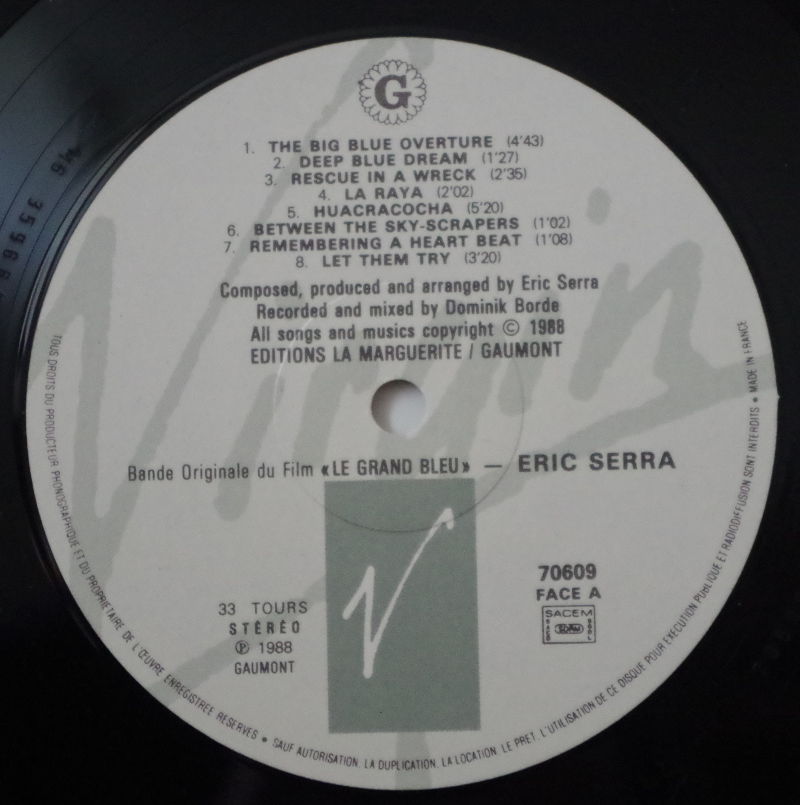 G
1. THE BIG BLUE OVERTURE (4'43)
2. DEEP BLUE DREAM (1'27)
3. RESCUE IN A WRECK (2'35)
4. LA RAYA (2'02)
5. HUACRACOCHA (5'20)
6. BETWEEN THE SKY-SCRAPERS (1'02)
7. REMEMBERING A HEART BEAT (1'08)
8. LET THEM TRY (3'20)
Composed, produced and arranged by Eric Serra
Recorded and mixed by Dominik Borde
All songs and musics copyright © 1988
EDITIONS LA MARGUERITE / GAUMONT
Virgin
Bande Originale du Film «LE GRAND BLEU» — ERIC SERRA
V
33 TOURS
STÉRÉO
℗ 1988
GAUMONT
70609
FACE A
SACEM
TOUS DROITS DU PRODUCTEUR PHONOGRAPHIQUE ET DU PROPRIETAIRE DE L'ŒUVRE ENREGISTREE RESERVES • SAUF AUTORISATION, LA DUPLICATION, LA LOCATION, LE PRET, L'UTILISATION DE CE DISQUE POUR EXECUTION PUBLIQUE ET RADIODIFFUSION SONT INTERDITS • MADE IN FRANCE